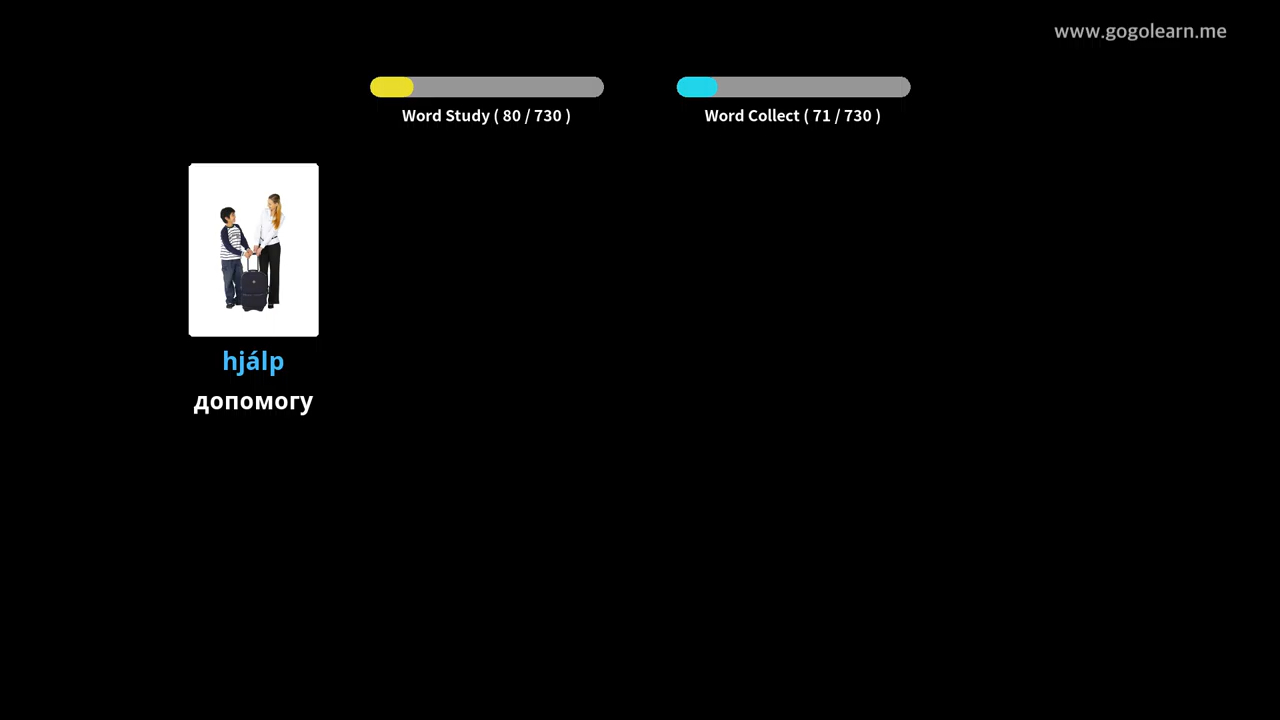 www.gogolearn.me
Word Study ( 80 / 730 )
Word Collect ( 71 / 730 )
hjálp
допомогу